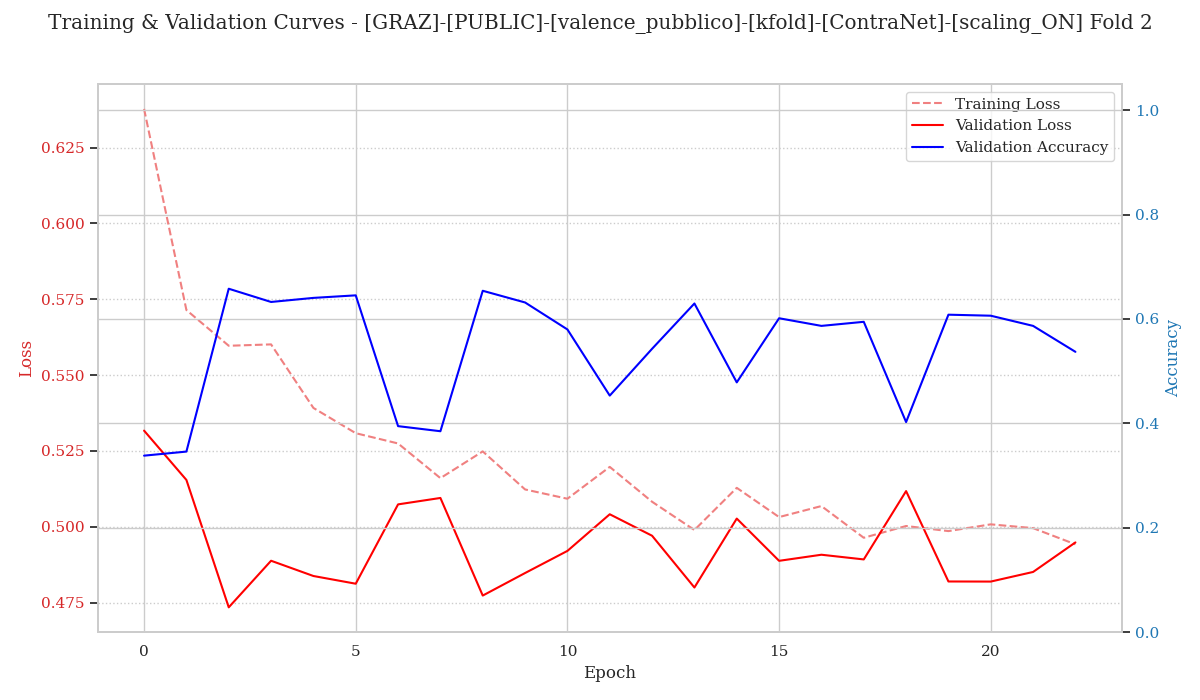 Training & Validation Curves - [GRAZ]-[PUBLIC]-[valence_pubblico]-[kfold]-[ContraNet]-[scaling_ON] Fold 2
Training Loss
Validation Loss
Validation Accuracy
0.625
0.600
0.575
0.550
0.525
0.500
0.475
Loss
1.0
0.8
0.6
0.4
0.2
0.0
Accuracy
0
5
10
15
20
Epoch